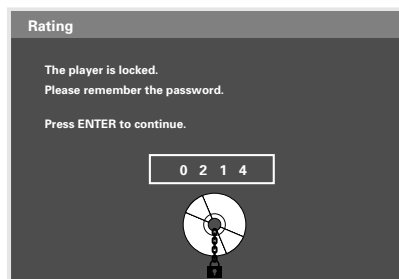 Rating
The player is locked.
Please remember the password.
Press ENTER to continue.
0 2 1 4